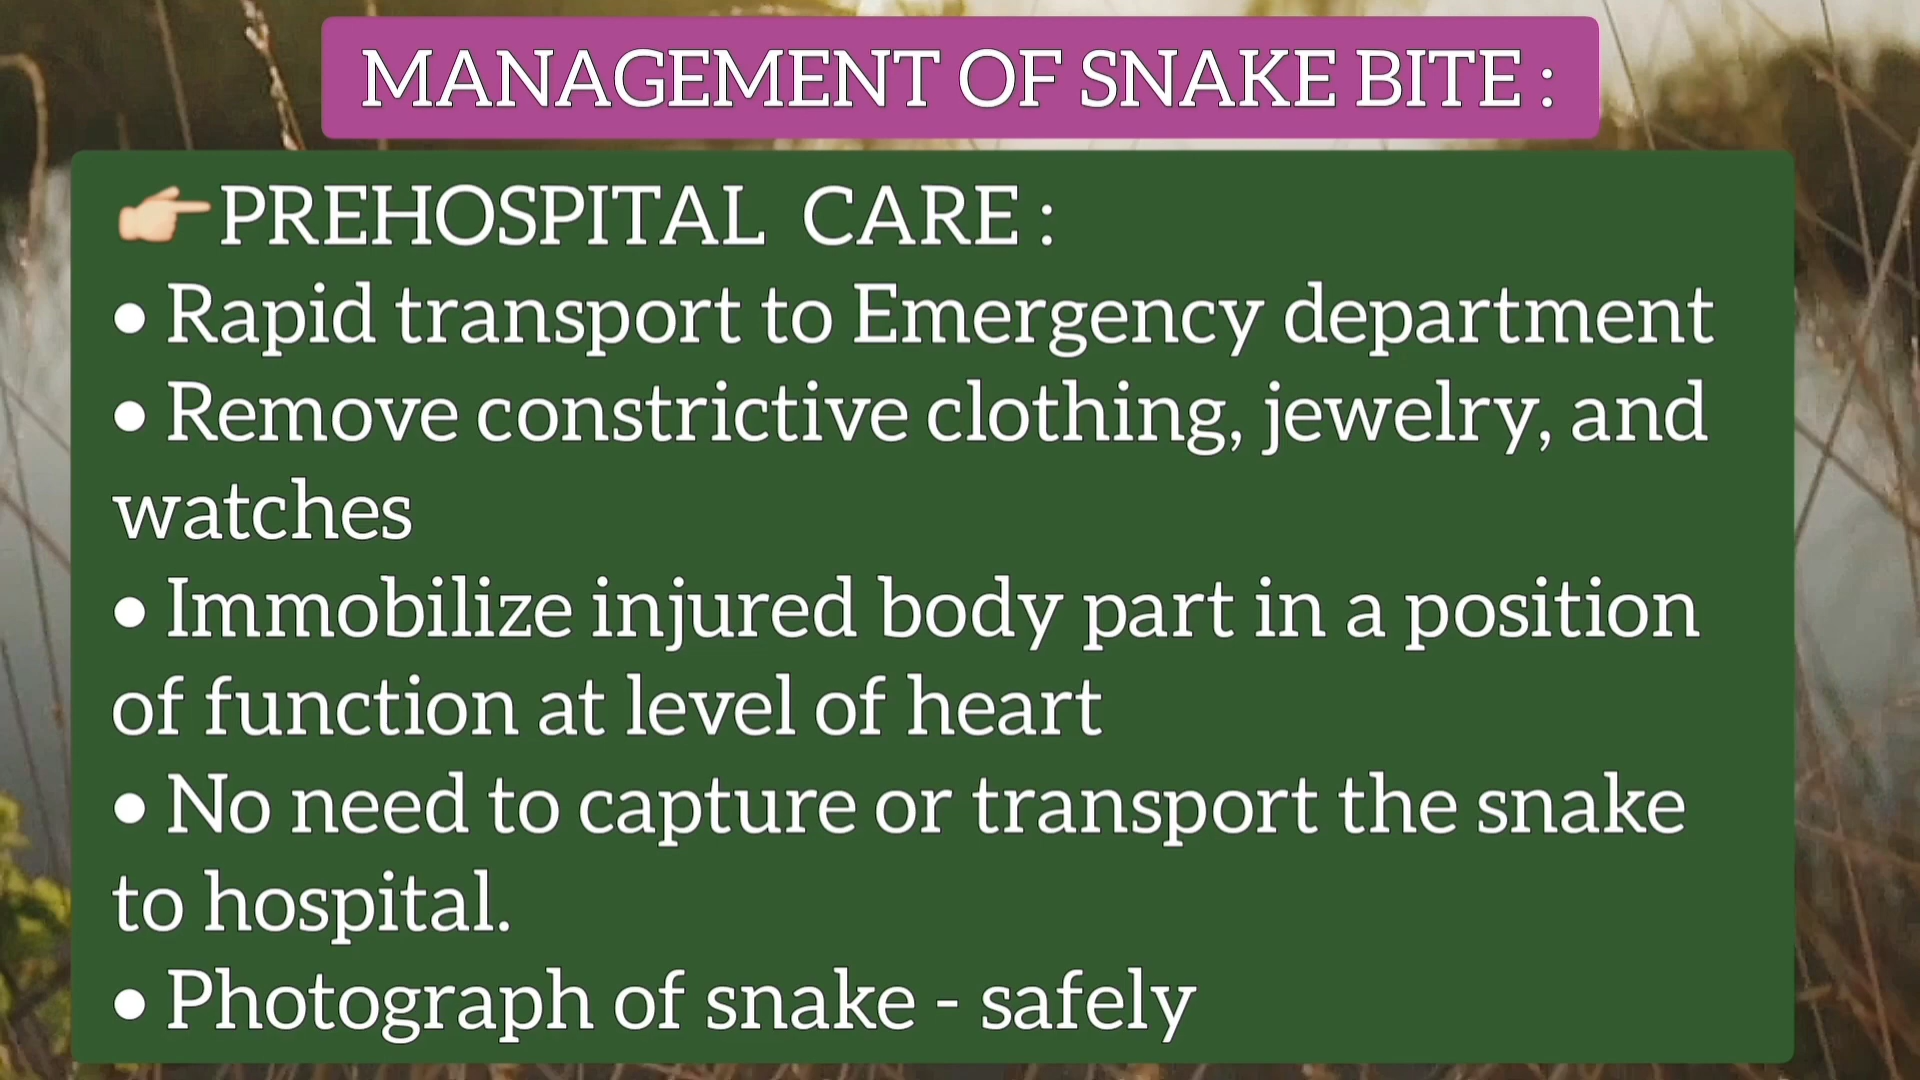 MANAGEMENT OF SNAKE BITE :
👉PREHOSPITAL CARE :
• Rapid transport to Emergency department
• Remove constrictive clothing, jewelry, and
watches
• Immobilize injured body part in a position
of function at level of heart
• No need to capture or transport the snake
to hospital.
• Photograph of snake - safely